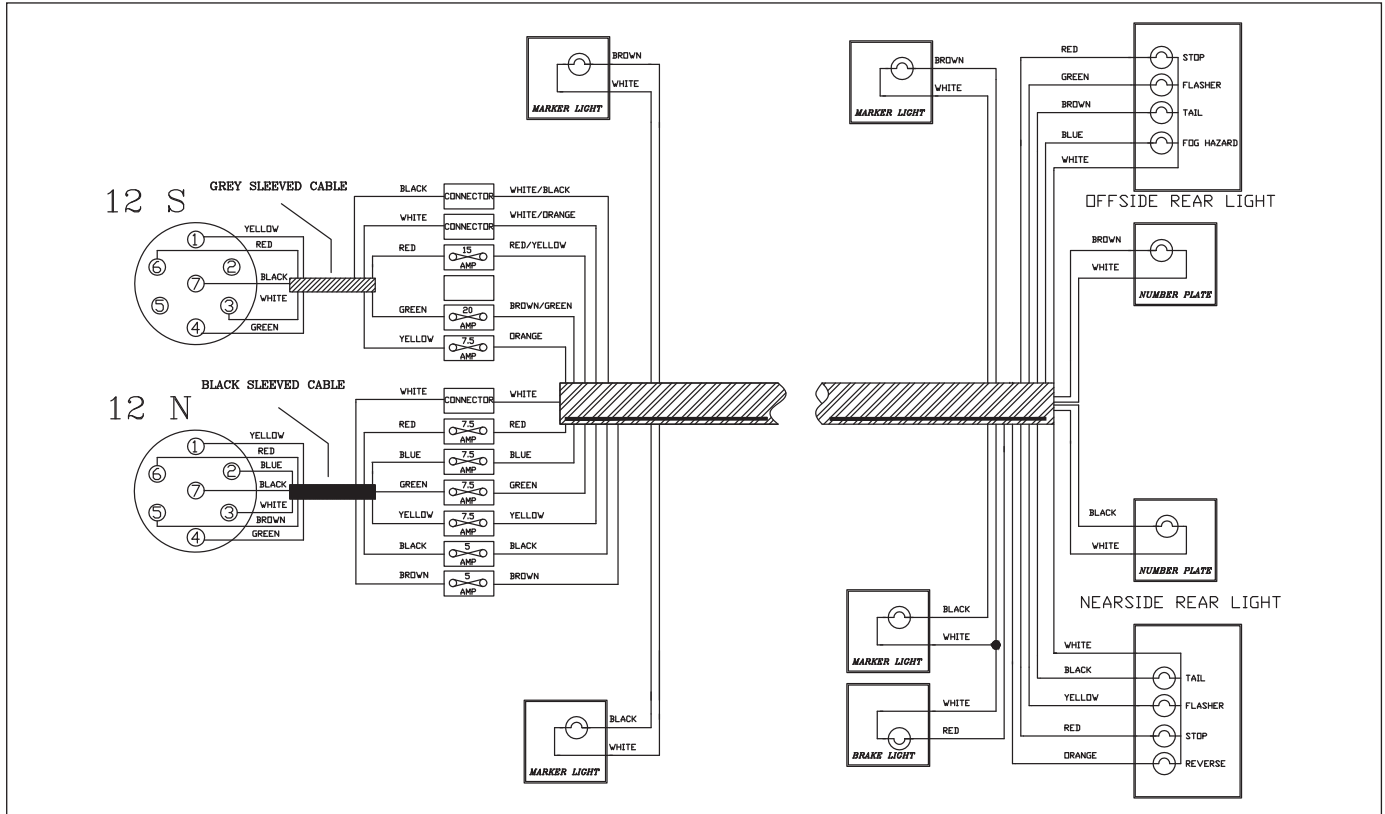 BROWN
WHITE
MARKER LIGHT
BROWN
WHITE
MARKER LIGHT
RED
STOP
GREEN
FLASHER
BROWN
TAIL
BLUE
FOG HAZARD
WHITE
OFFSIDE REAR LIGHT
12 S
GREY SLEEVED CABLE
1
YELLOW
RED
6
2
7
BLACK
WHITE
5
3
4
GREEN
BLACK
CONNECTOR
WHITE/BLACK
WHITE
CONNECTOR
WHITE/ORANGE
RED
15
AMP
RED/YELLOW
GREEN
20
AMP
BROWN/GREEN
YELLOW
7.5
AMP
ORANGE
BROWN
WHITE
NUMBER PLATE
12 N
BLACK SLEEVED CABLE
1
YELLOW
RED
BLUE
6
2
7
BLACK
WHITE
5
3
BROWN
4
GREEN
WHITE
CONNECTOR
WHITE
RED
7.5
AMP
RED
BLUE
7.5
AMP
BLUE
GREEN
7.5
AMP
GREEN
YELLOW
7.5
AMP
YELLOW
BLACK
5
AMP
BLACK
BROWN
5
AMP
BROWN
BLACK
WHITE
NUMBER PLATE
NEARSIDE REAR LIGHT
BLACK
WHITE
MARKER LIGHT
WHITE
RED
BRAKE LIGHT
BLACK
WHITE
MARKER LIGHT
WHITE
BLACK
TAIL
YELLOW
FLASHER
RED
STOP
ORANGE
REVERSE